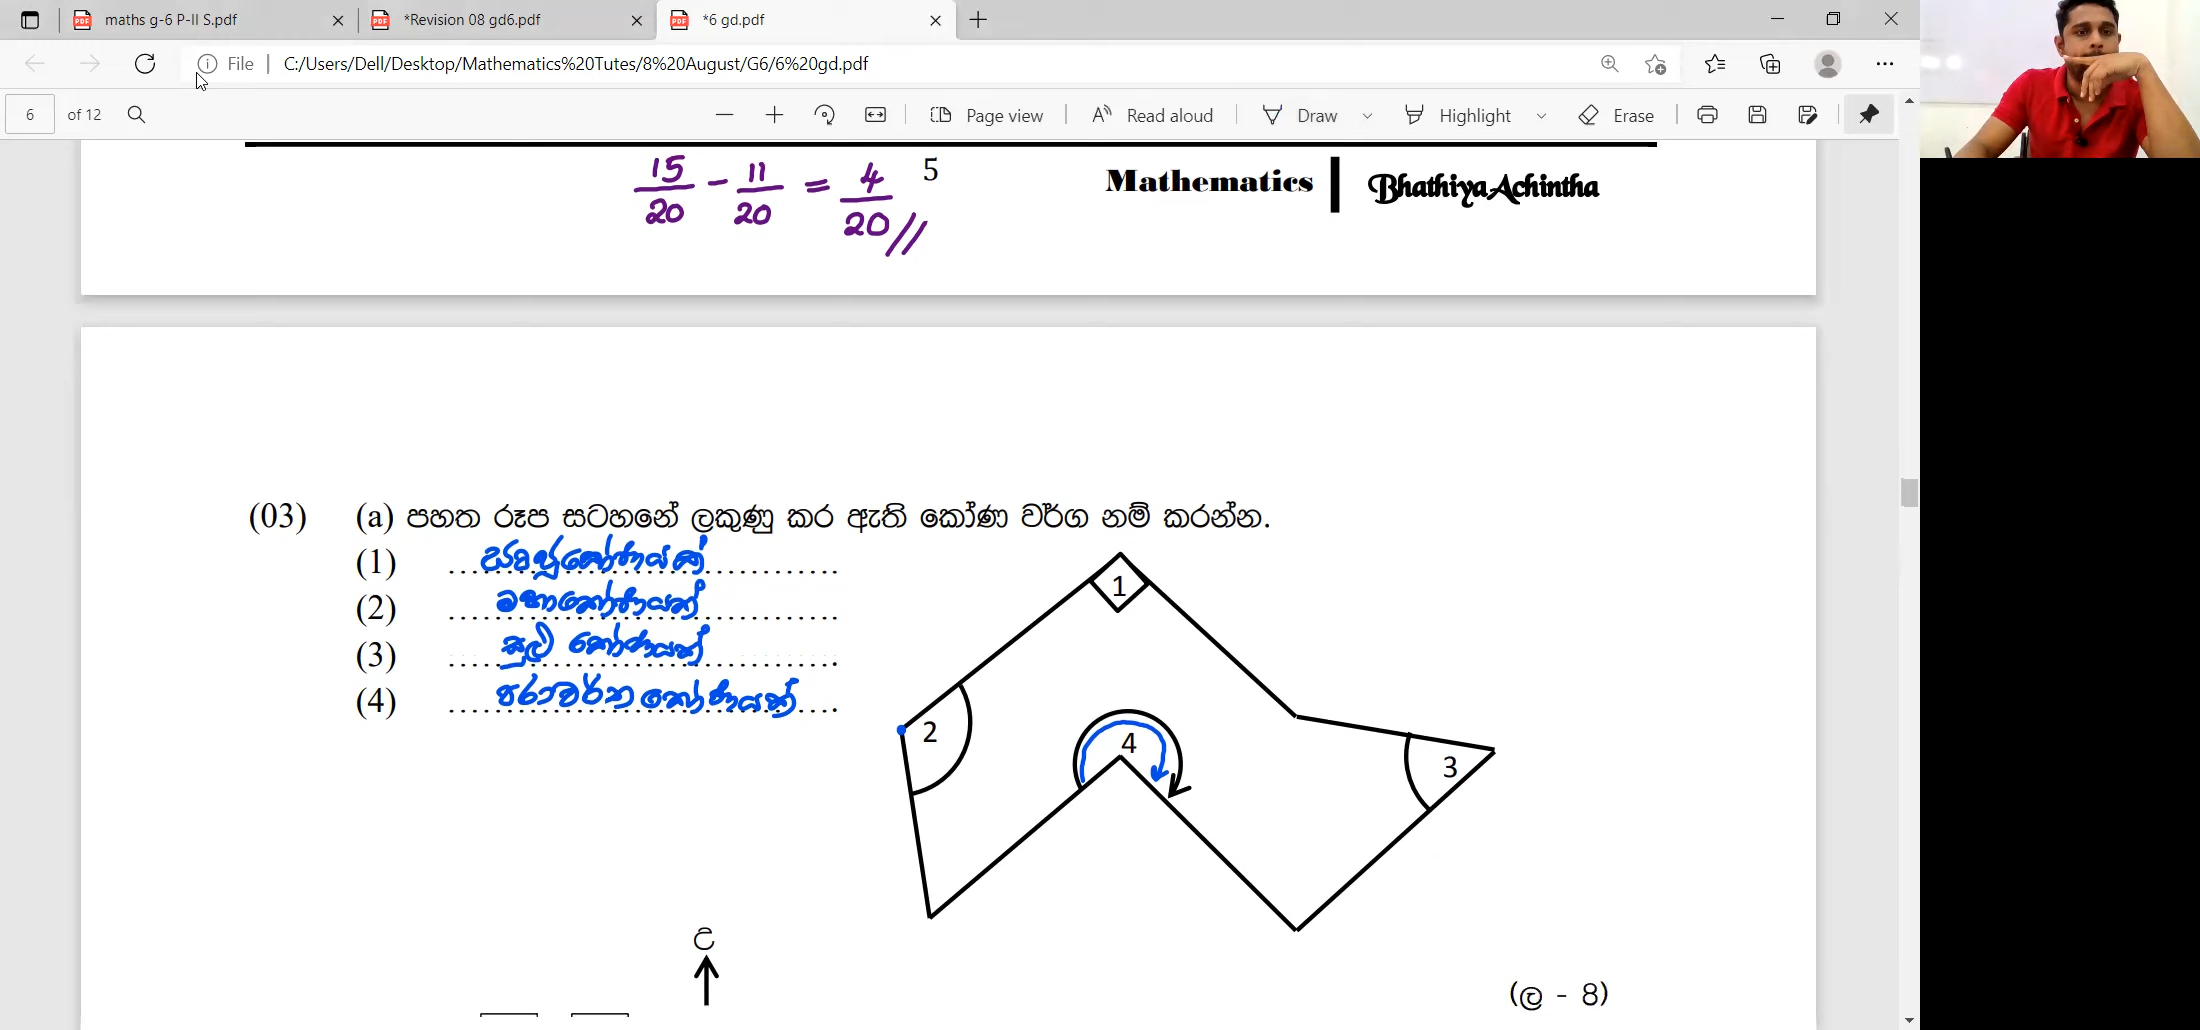 maths g-6 P-II S.pdf
*Revision 08 gd6.pdf
*6 gd.pdf
File
C:/Users/Dell/Desktop/Mathematics%20Tutes/8%20August/G6/6%20gd.pdf
6 of 12
Page view
Read aloud
Draw
Highlight
Erase
15/20 - 11/20 = 4/20 //
5
Mathematics | Bhathiya Achintha
(03) (a) පහත රූප සටහනේ ලකුණු කර ඇති කෝණ වර්ග නම් කරන්න.
(1) සෘජුකෝණයක්
(2) මහාකෝණයක්
(3) සුළු කෝණයක්
(4) පරාවර්ත කෝණයක්
1
2
4
3
උ
(ල - 8)